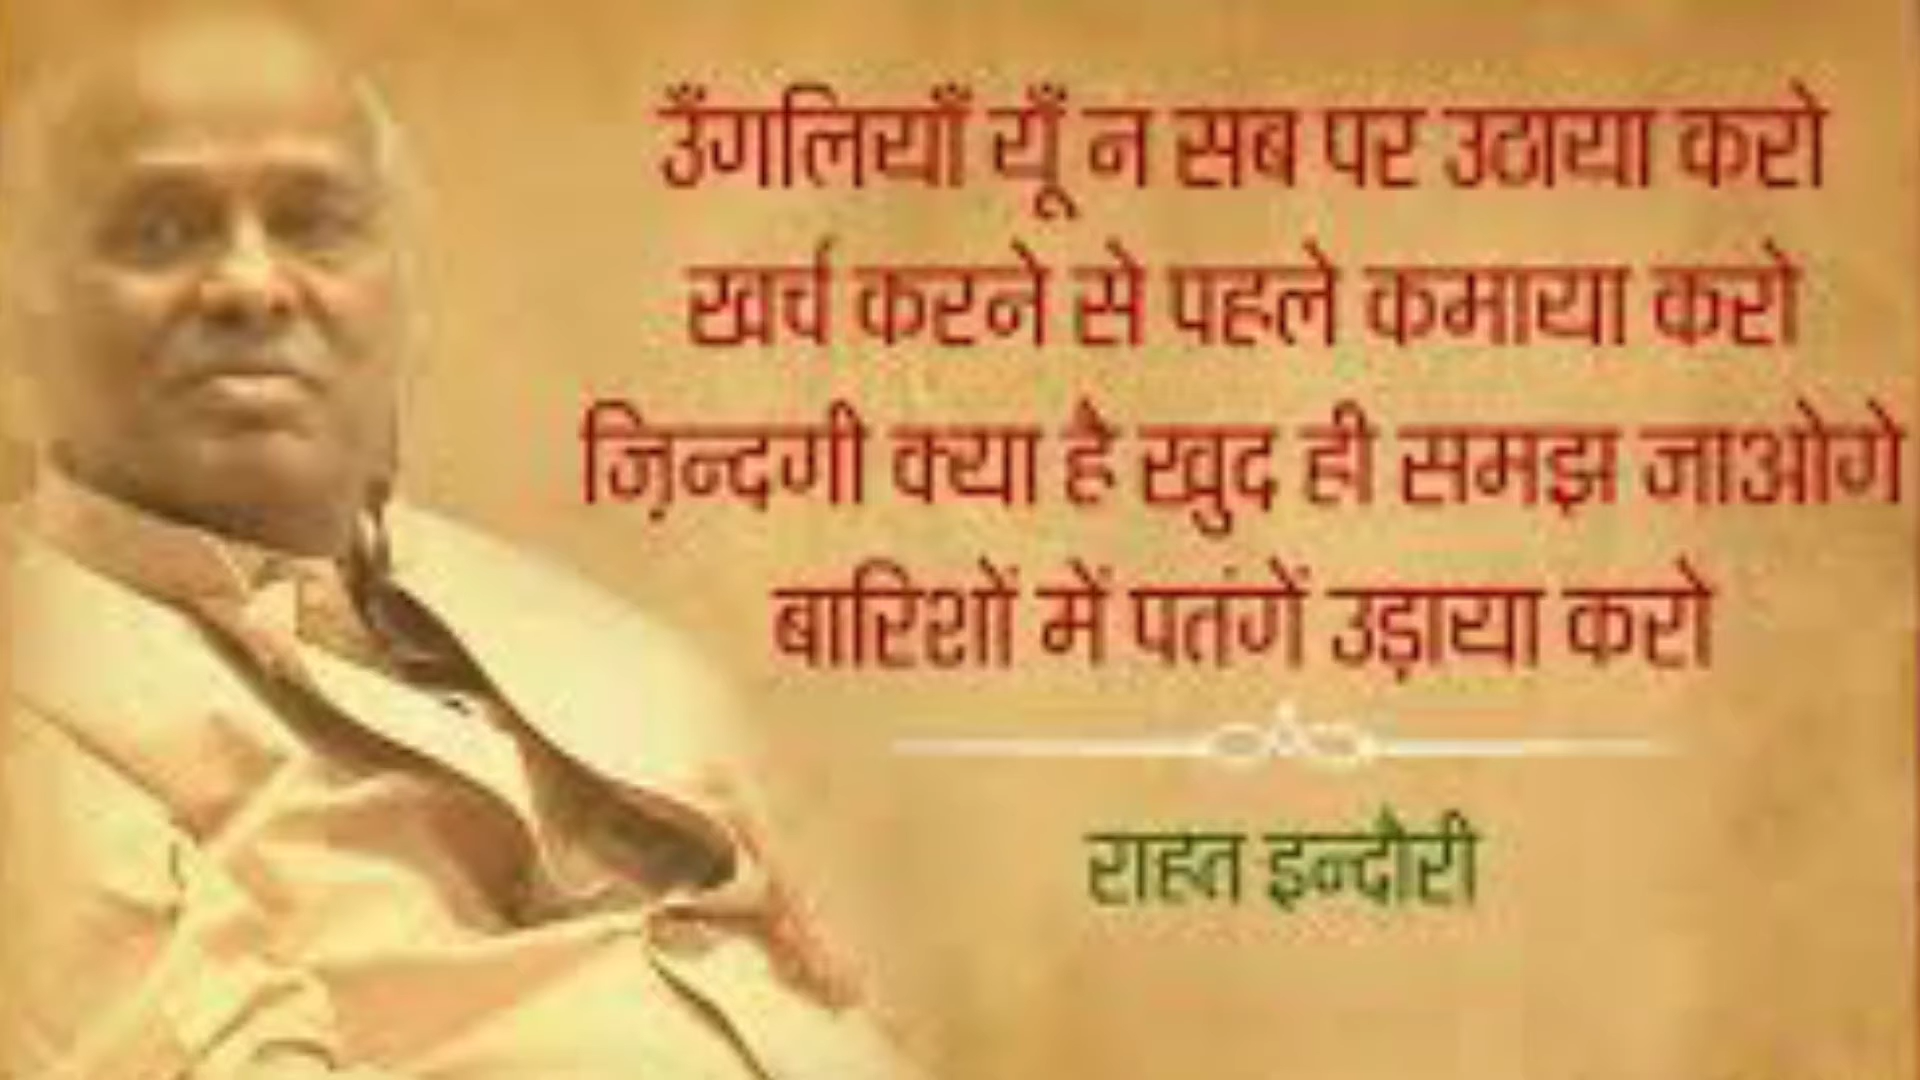 उँगलियाँ यूँ न सब पर उठाया करो
खर्च करने से पहले कमाया करो
ज़िन्दगी क्या है खुद ही समझ जाओगे
बारिशों में पतंगें उड़ाया करो
राहत इन्दौरी